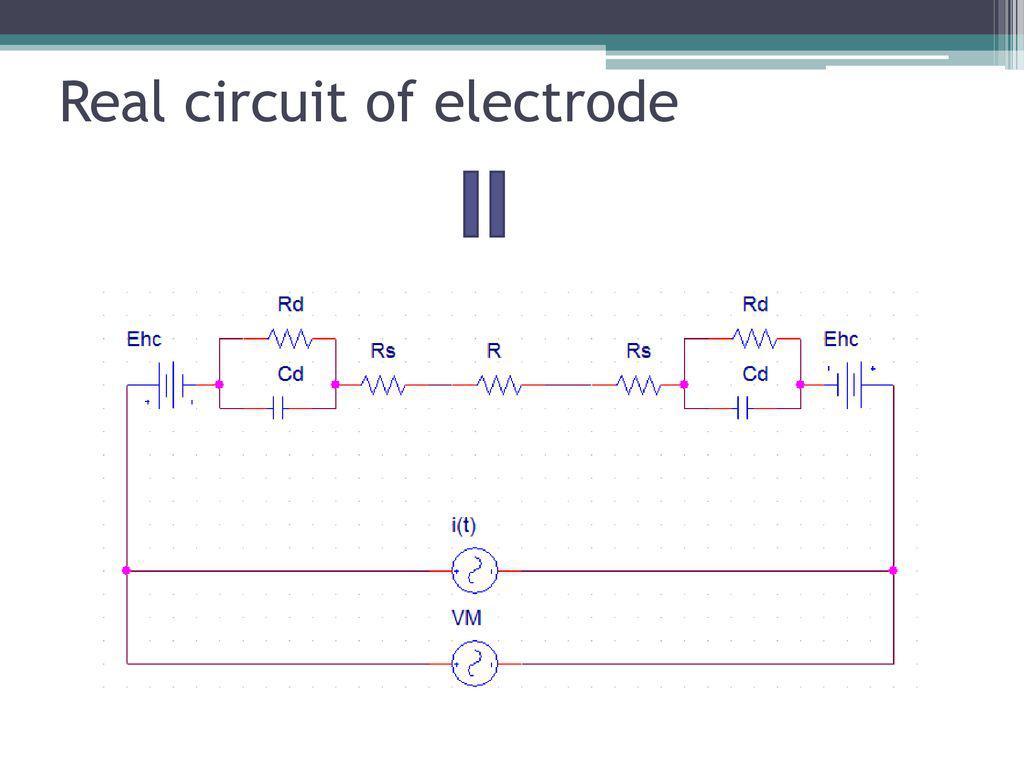 Real circuit of electrode
Rd
Rd
Ehc
Ehc
Rs
R
Rs
Cd
Cd
i(t)
VM